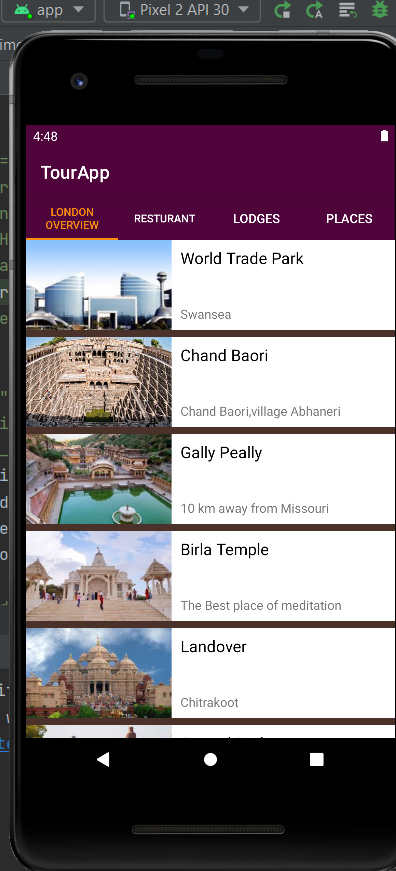 app
Pixel 2 API 30
4:48
TourApp
LONDON
OVERVIEW
RESTURANT
LODGES
PLACES
World Trade Park
Swansea
Chand Baori
Chand Baori,village Abhaneri
Gally Peally
10 km away from Missouri
Birla Temple
The Best place of meditation
Landover
Chitrakoot